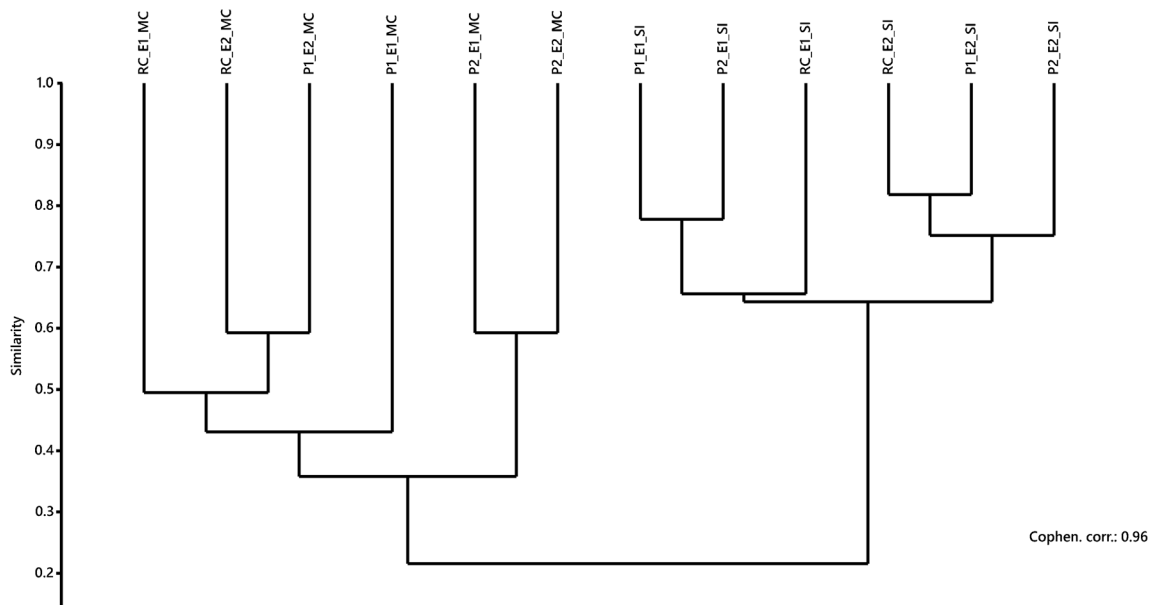 RC_E1_MC
RC_E2_MC
P1_E2_MC
P1_E1_MC
P2_E1_MC
P2_E2_MC
P1_E1_SI
P2_E1_SI
RC_E1_SI
RC_E2_SI
P1_E2_SI
P2_E2_SI
1.0
0.9
0.8
0.7
0.6
0.5
0.4
0.3
0.2
Similarity
Cophen. corr.: 0.96